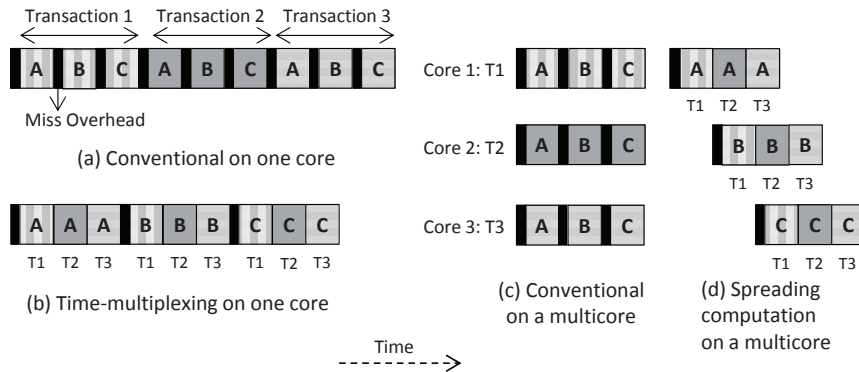 Transaction 1 Transaction 2 Transaction 3
A B C A B C A B C
Miss Overhead
(a) Conventional on one core
A A A B B B C C C
T1 T2 T3 T1 T2 T3 T1 T2 T3
(b) Time-multiplexing on one core
Core 1: T1 A B C
Core 2: T2 A B C
Core 3: T3 A B C
(c) Conventional
on a multicore
A A A
T1 T2 T3
B B B
T1 T2 T3
C C C
T1 T2 T3
(d) Spreading
computation
on a multicore
Time